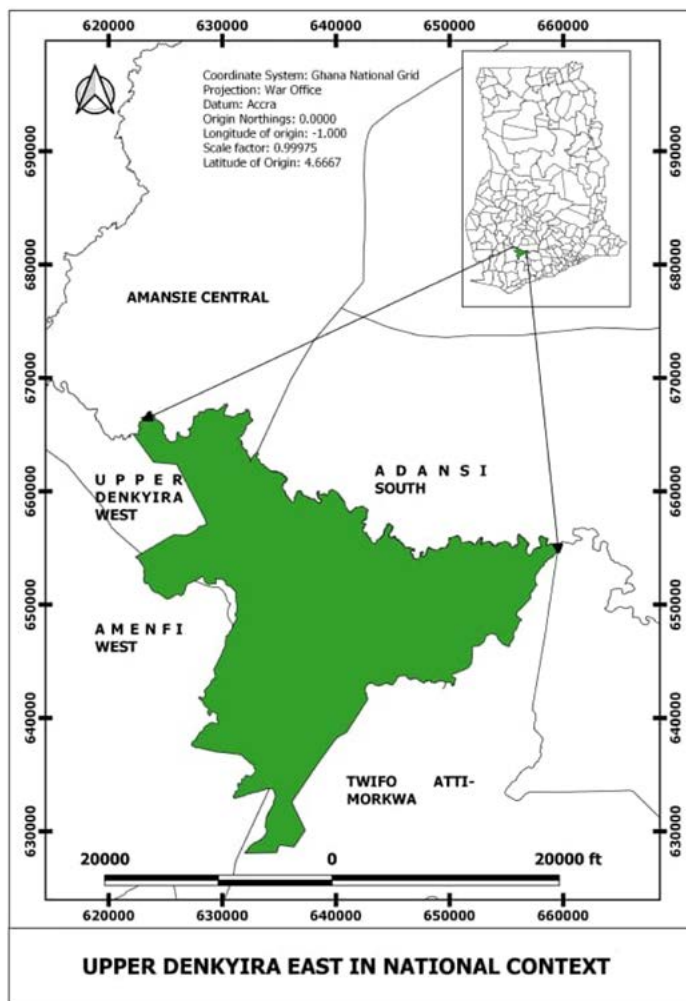 620000 630000 640000 650000 660000
Coordinate System: Ghana National Grid
Projection: War Office
Datum: Accra
Origin Northings: 0.0000
Longitude of origin: -1.000
Scale factor: 0.99975
Latitude of Origin: 4.6667
690000 690000
680000 680000
AMANSIE CENTRAL
670000 670000
ADANSI
SOUTH
UPPER
DENKYIRA
WEST
660000 660000
650000 650000
AMENFI
WEST
640000 640000
TWIFO ATTI-
MORKWA
630000 630000
20000 0 20000 ft
620000 630000 640000 650000 660000
UPPER DENKYIRA EAST IN NATIONAL CONTEXT